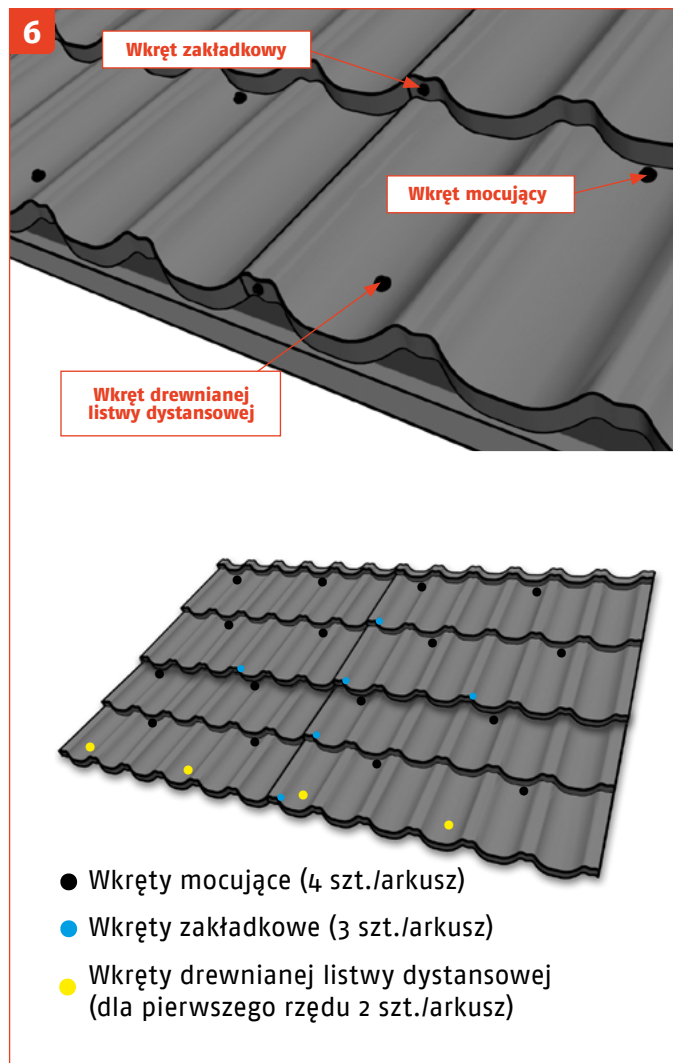 6
Wkręt zakładkowy
Wkręt mocujący
Wkręt drewnianej
listwy dystansowej
Wkręty mocujące (4 szt./arkusz)
Wkręty zakładkowe (3 szt./arkusz)
Wkręty drewnianej listwy dystansowej
(dla pierwszego rzędu 2 szt./arkusz)